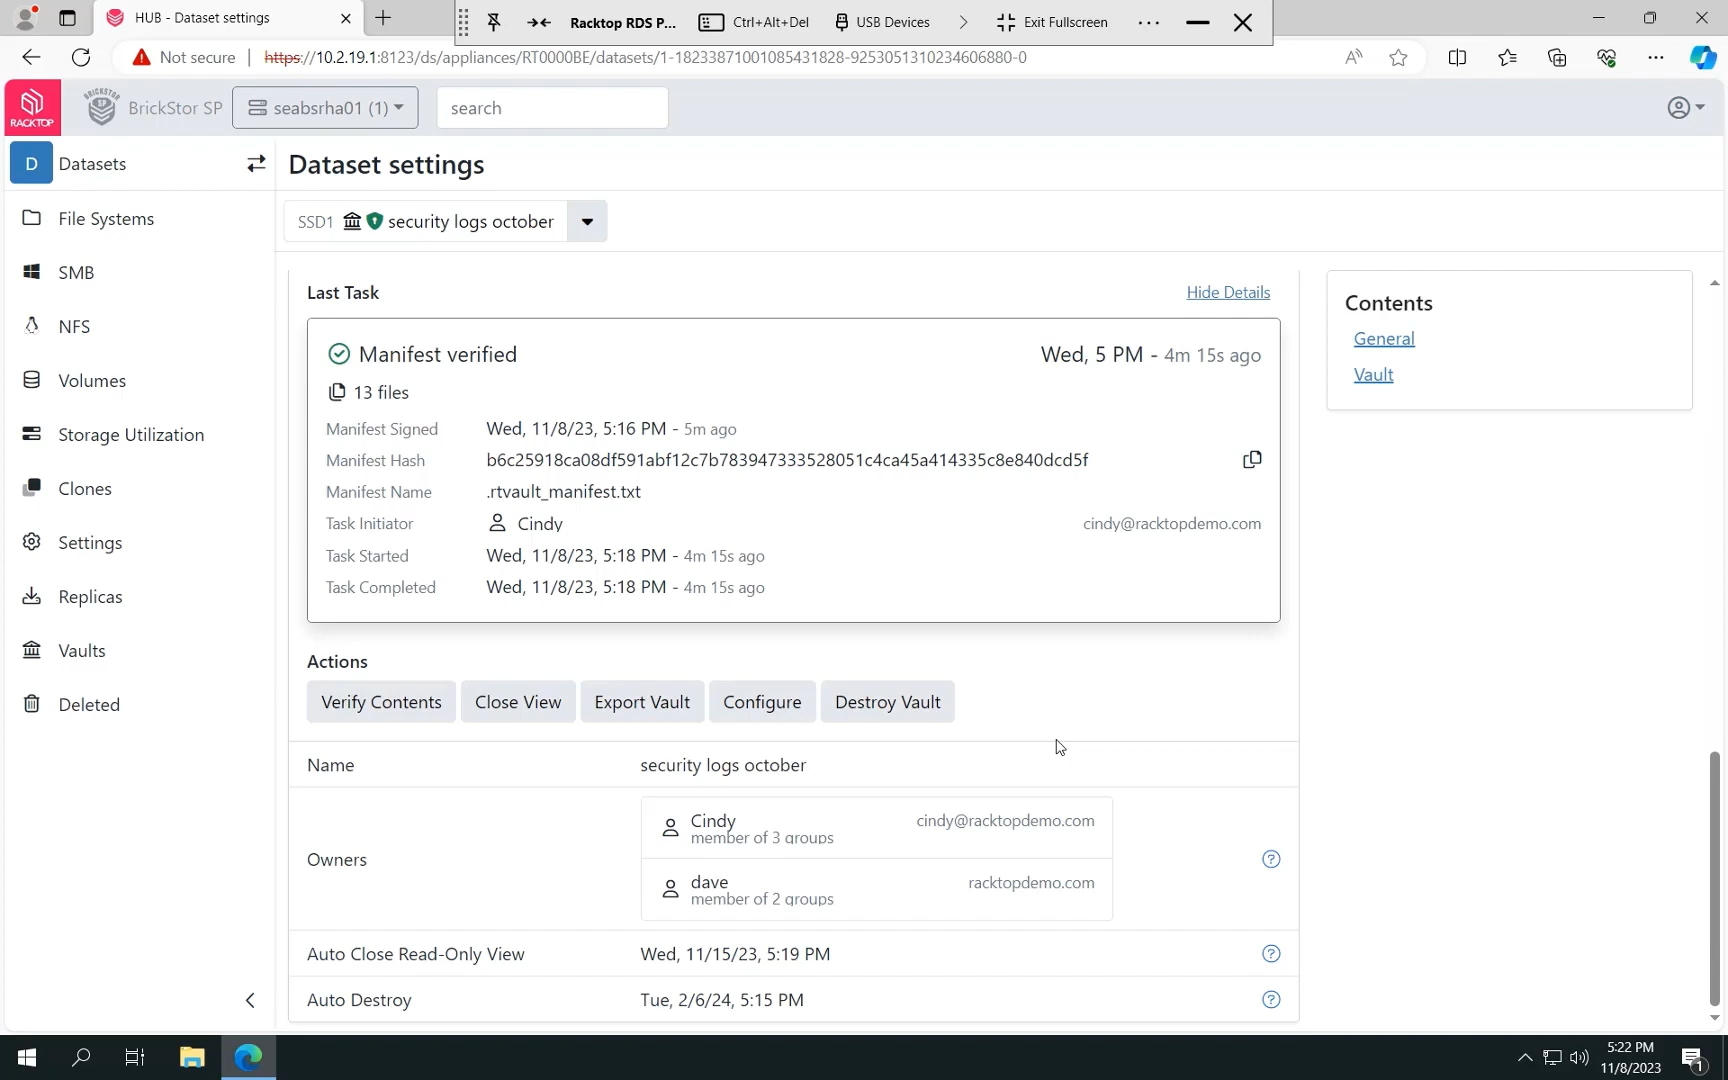 HUB - Dataset settings
Racktop RDS P...
Ctrl+Alt+Del
USB Devices
Exit Fullscreen
Not secure
https://10.2.19.1:8123/ds/appliances/RT0000BE/datasets/1-18233871001085431828-9253051310234606880-0
RACKTOP
BRICKSTOR
SP
BrickStor SP
seabsrha01 (1)
search
D
Datasets
Dataset settings
File Systems
SSD1
security logs october
SMB
NFS
Volumes
Storage Utilization
Clones
Settings
Replicas
Vaults
Deleted
Last Task
Hide Details
Manifest verified
Wed, 5 PM - 4m 15s ago
13 files
Manifest Signed
Wed, 11/8/23, 5:16 PM - 5m ago
Manifest Hash
b6c25918ca08df591abf12c7b783947333528051c4ca45a414335c8e840dcd5f
Manifest Name
.rtvault_manifest.txt
Task Initiator
Cindy
cindy@racktopdemo.com
Task Started
Wed, 11/8/23, 5:18 PM - 4m 15s ago
Task Completed
Wed, 11/8/23, 5:18 PM - 4m 15s ago
Actions
Verify Contents
Close View
Export Vault
Configure
Destroy Vault
Name
security logs october
Owners
Cindy
member of 3 groups
cindy@racktopdemo.com
dave
member of 2 groups
racktopdemo.com
Auto Close Read-Only View
Wed, 11/15/23, 5:19 PM
Auto Destroy
Tue, 2/6/24, 5:15 PM
Contents
General
Vault
5:22 PM
11/8/2023
1